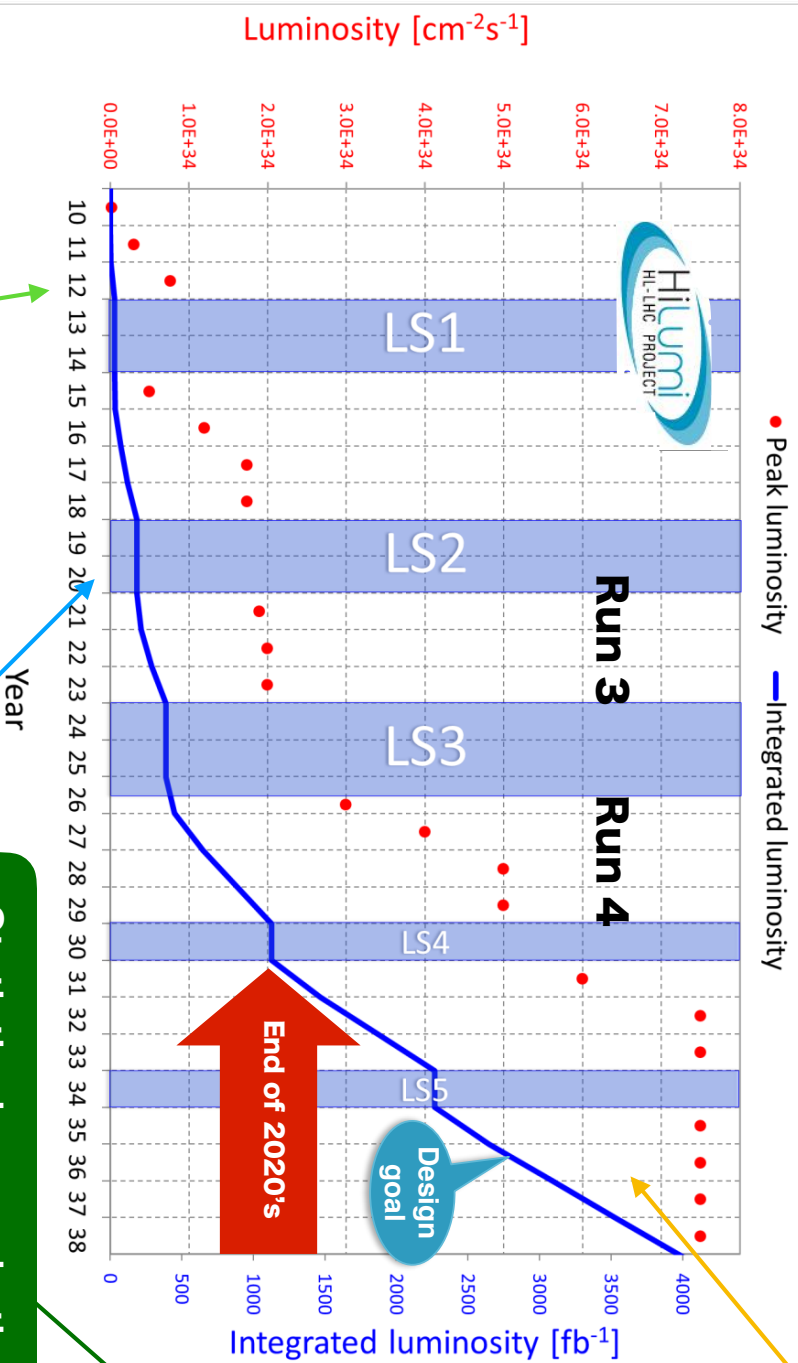 Peak luminosity
Integrated luminosity
Luminosity [cm⁻²s⁻¹]
8.0E+34
7.0E+34
6.0E+34
5.0E+34
4.0E+34
3.0E+34
2.0E+34
1.0E+34
0.0E+00
HiLumi
HL-LHC PROJECT
Run 3
Run 4
LS1
LS2
LS3
LS4
LS5
Design
goal
End of 2020's
10 11 12 13 14 15 16 17 18 19 20 21 22 23 24 25 26 27 28 29 30 31 32 33 34 35 36 37 38
Year
4000
3500
3000
2500
2000
1500
1000
500
0
Integrated luminosity [fb⁻¹]